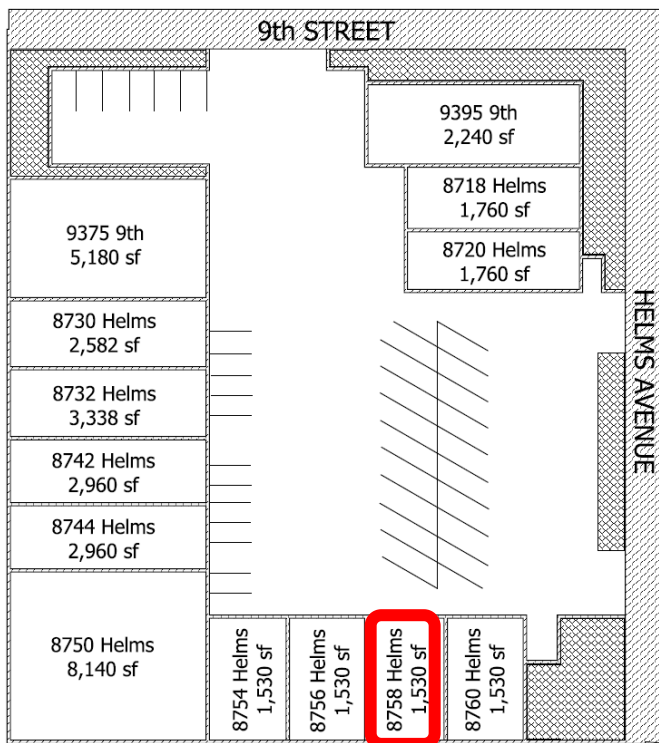 9th STREET
9395 9th
2,240 sf
8718 Helms
1,760 sf
8720 Helms
1,760 sf
9375 9th
5,180 sf
8730 Helms
2,582 sf
8732 Helms
3,338 sf
8742 Helms
2,960 sf
8744 Helms
2,960 sf
8750 Helms
8,140 sf
8754 Helms
1,530 sf
8756 Helms
1,530 sf
8758 Helms
1,530 sf
8760 Helms
1,530 sf
HELMS AVENUE